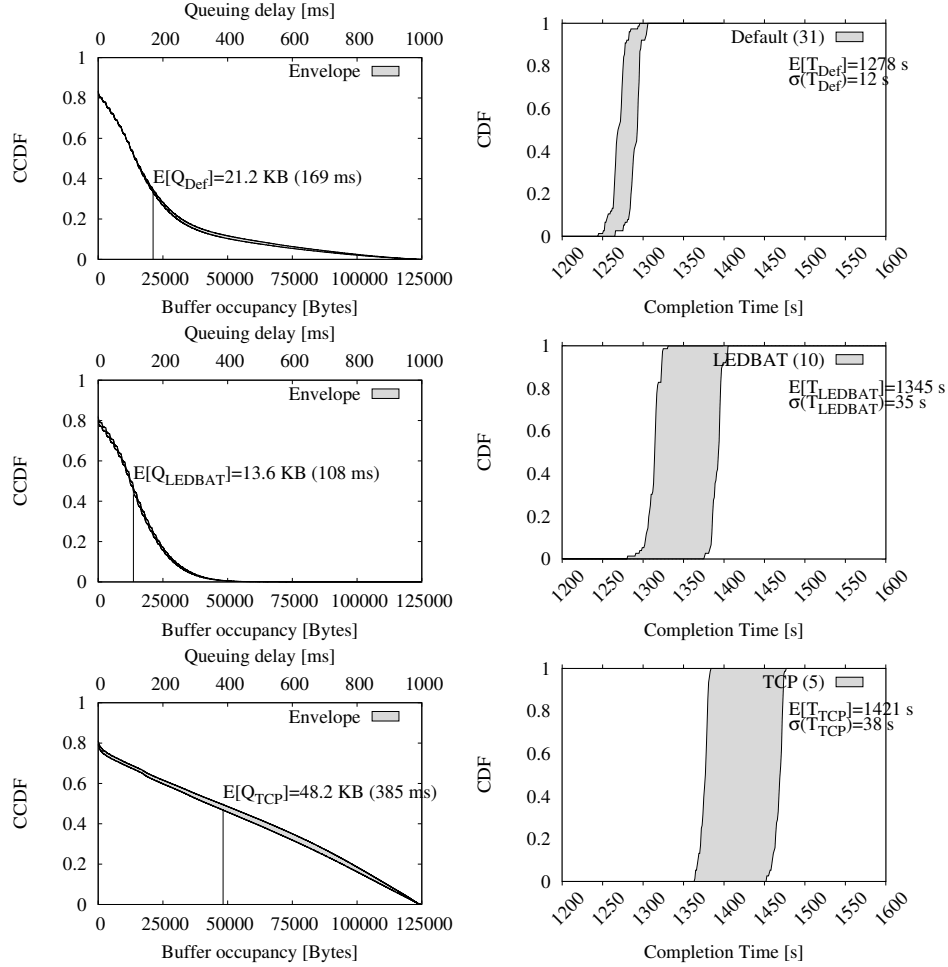 Queuing delay [ms]
0 200 400 600 800 1000
1
0.8
0.6
0.4
0.2
0
CCDF
Envelope
E[Q_Def]=21.2 KB (169 ms)
0 25000 50000 75000 100000 125000
Buffer occupancy [Bytes]
1
0.8
0.6
0.4
0.2
0
CDF
Default (31)
E[T_Def]=1278 s
σ(T_Def)=12 s
1200 1250 1300 1350 1400 1450 1500 1550 1600
Completion Time [s]
Queuing delay [ms]
0 200 400 600 800 1000
1
0.8
0.6
0.4
0.2
0
CCDF
Envelope
E[Q_LEDBAT]=13.6 KB (108 ms)
0 25000 50000 75000 100000 125000
Buffer occupancy [Bytes]
1
0.8
0.6
0.4
0.2
0
CDF
LEDBAT (10)
E[T_LEDBAT]=1345 s
σ(T_LEDBAT)=35 s
1200 1250 1300 1350 1400 1450 1500 1550 1600
Completion Time [s]
Queuing delay [ms]
0 200 400 600 800 1000
1
0.8
0.6
0.4
0.2
0
CCDF
Envelope
E[Q_TCP]=48.2 KB (385 ms)
0 25000 50000 75000 100000 125000
Buffer occupancy [Bytes]
1
0.8
0.6
0.4
0.2
0
CDF
TCP (5)
E[T_TCP]=1421 s
σ(T_TCP)=38 s
1200 1250 1300 1350 1400 1450 1500 1550 1600
Completion Time [s]